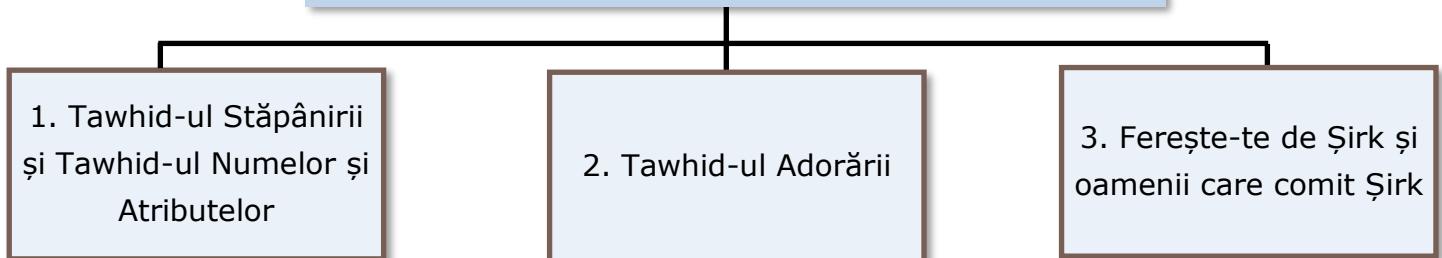 1. Tawhid-ul Stăpânirii
și Tawhid-ul Numelor și
Atributelor
2. Tawhid-ul Adorării
3. Ferește-te de Șirk și
oamenii care comit Șirk